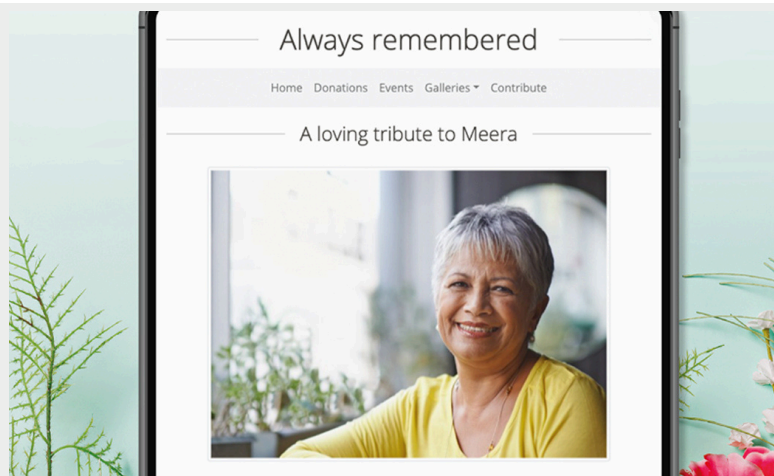 Always remembered
Home Donations Events Galleries Contribute
A loving tribute to Meera